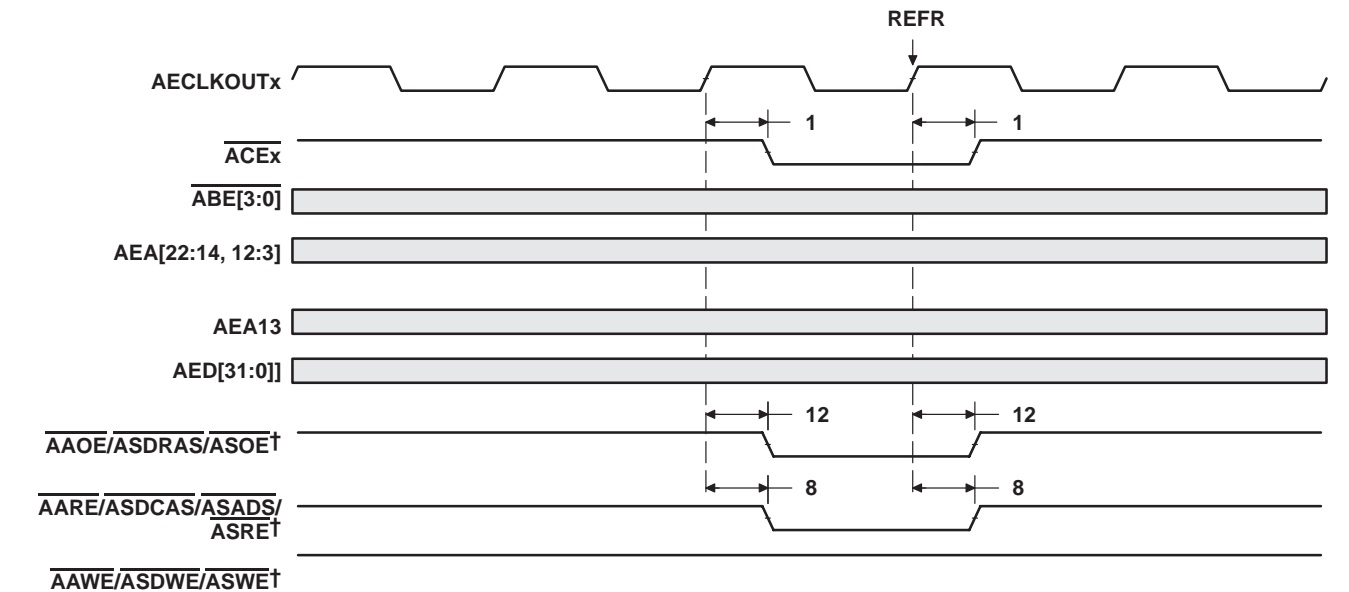 REFR
AECLKOUTx
1 1
ACEx
ABE[3:0]
AEA[22:14, 12:3]
AEA13
AED[31:0]]
12 12
AAOE/ASDRAS/ASOE†
8 8
AARE/ASDCAS/ASADS/
ASRE†
AAWE/ASDWE/ASWE†